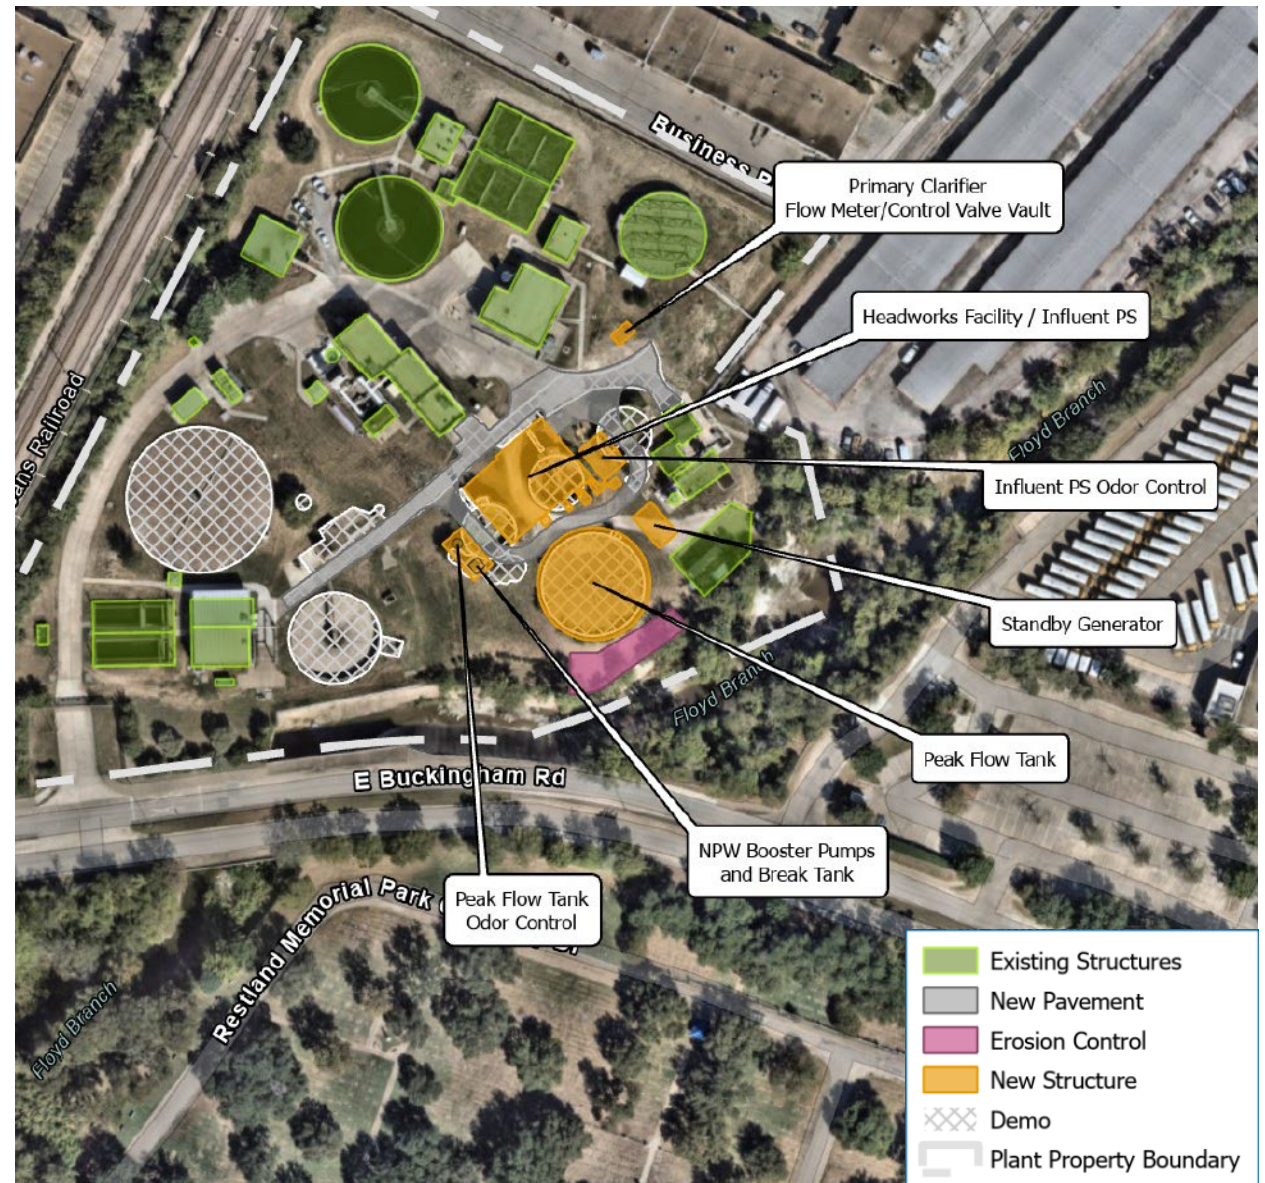 Business
Primary Clarifier
Flow Meter/Control Valve Vault
Headworks Facility / Influent PS
Floyd Branch
ans Railroad
Influent PS Odor Control
Standby Generator
Floyd Branch
Peak Flow Tank
E Buckingham Rd
NPW Booster Pumps
and Break Tank
Peak Flow Tank
Odor Control
Restland Memorial Park
Floyd Branch
Existing Structures
New Pavement
Erosion Control
New Structure
Demo
Plant Property Boundary